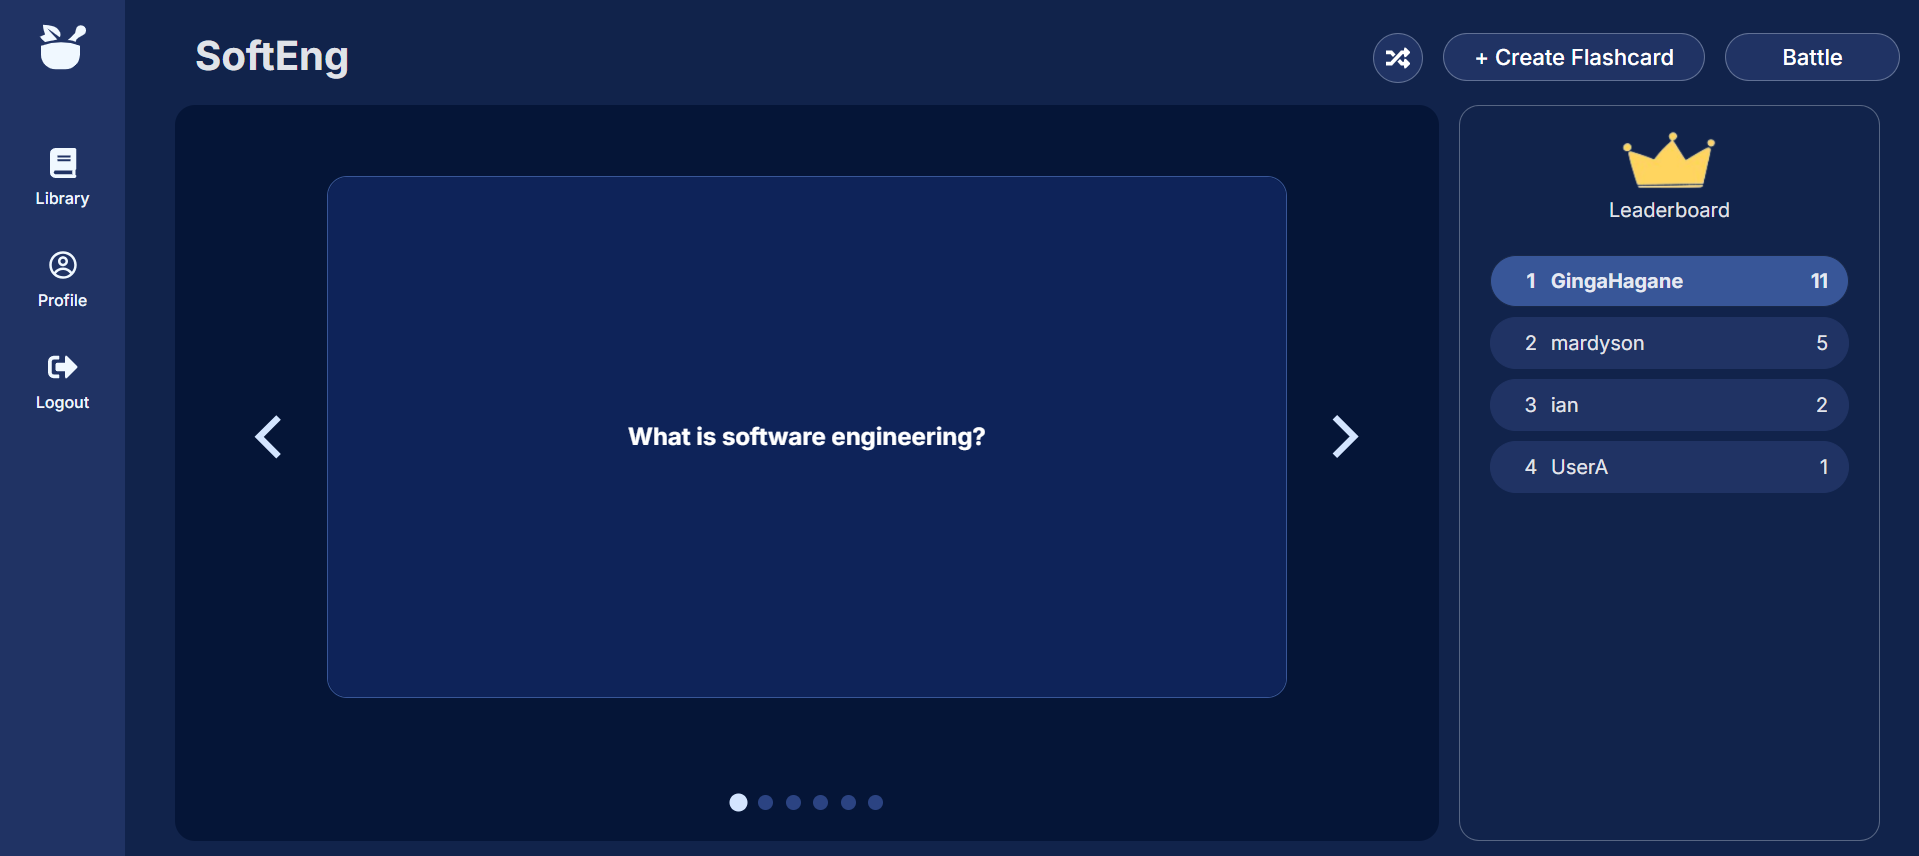 SoftEng
+ Create Flashcard
Battle
Library
Profile
Logout
What is software engineering?
Leaderboard
1 GingaHagane 11
2 mardyson 5
3 ian 2
4 UserA 1